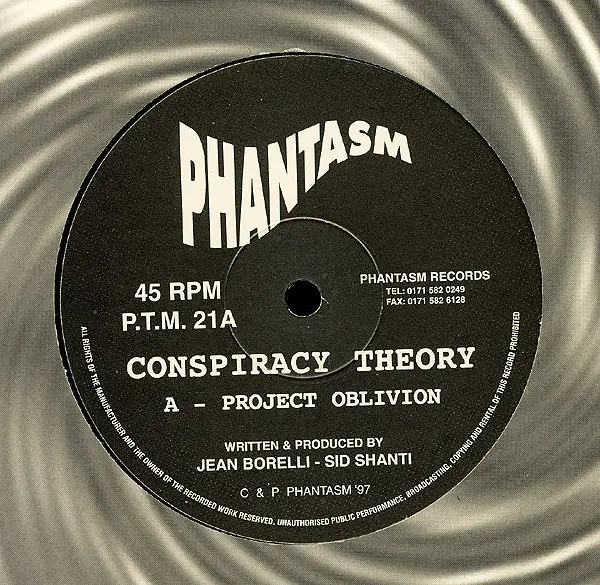 PHANTASM
45 RPM
P.T.M. 21A
PHANTASM RECORDS
TEL: 0171 582 0249
FAX: 0171 582 6128
CONSPIRACY THEORY
A - PROJECT OBLIVION
WRITTEN & PRODUCED BY
JEAN BORELLI - SID SHANTI
C & P PHANTASM '97
ALL RIGHTS OF THE MANUFACTURER AND THE OWNER OF THE RECORDED WORK RESERVED. UNAUTHORISED PUBLIC PERFORMANCE, BROADCASTING, COPYING AND RENTAL OF THIS RECORD PROHIBITED